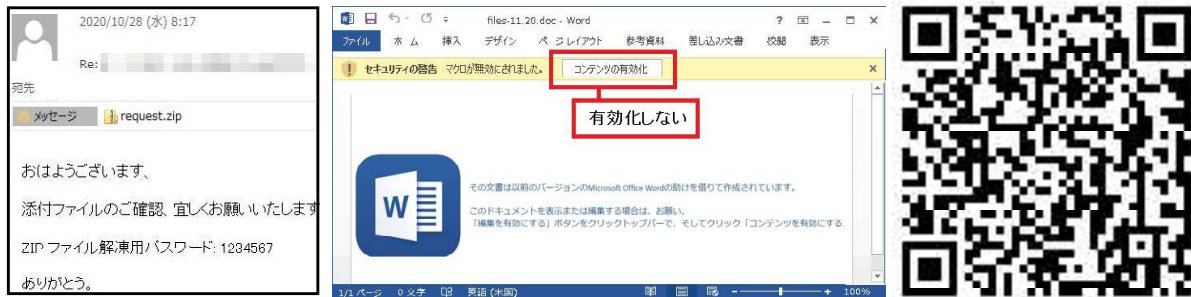 2020/10/28 (水) 8:17
Re:
宛先
メッセージ
request.zip
おはようございます、
添付ファイルのご確認、宜しくお願いいたします
ZIP ファイル解凍用パスワード: 1234567
ありがとう。
files-11.20.doc - Word
ファイル ホーム 挿入 デザイン ページ レイアウト 参考資料 差し込み文書 校閲 表示
セキュリティの警告 マクロが無効にされました。 コンテンツの有効化
有効化しない
W
その文書は以前のバージョンのMicrosoft Office Wordの助けを借りて作成されています。
このドキュメントを表示または編集する場合は、お願い、
「編集を有効にする」ボタンをクリックトップバーで、そしてクリック「コンテンツを有効にする
1/1 ページ 0 文字 英語 (米国) 100%